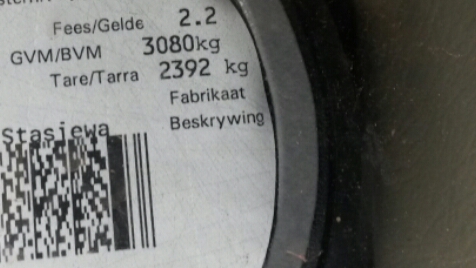 Fees/Gelde 2.2
GVM/BVM 3080kg
Tare/Tarra 2392 kg
Fabrikaat
Beskrywing
Stasiewa